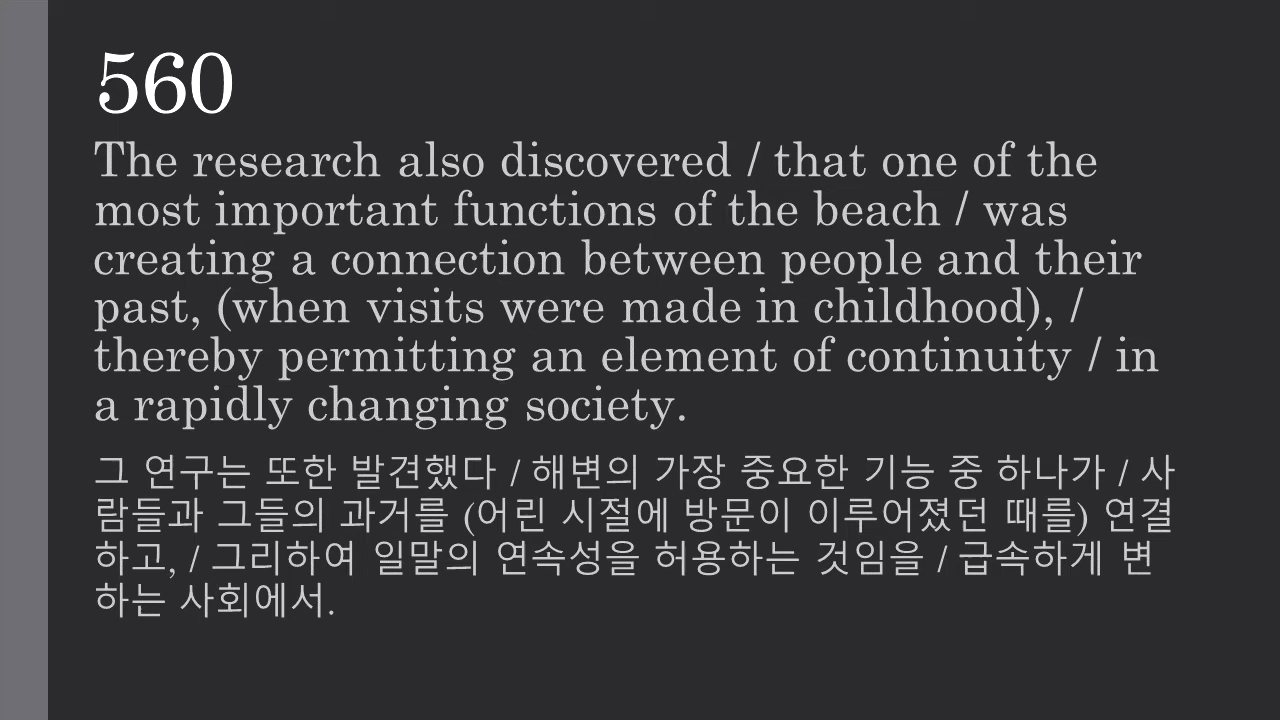 560
The research also discovered / that one of the
most important functions of the beach / was
creating a connection between people and their
past, (when visits were made in childhood), /
thereby permitting an element of continuity / in
a rapidly changing society.
그 연구는 또한 발견했다 / 해변의 가장 중요한 기능 중 하나가 / 사
람들과 그들의 과거를 (어린 시절에 방문이 이루어졌던 때를) 연결
하고, / 그리하여 일말의 연속성을 허용하는 것임을 / 급속하게 변
하는 사회에서.